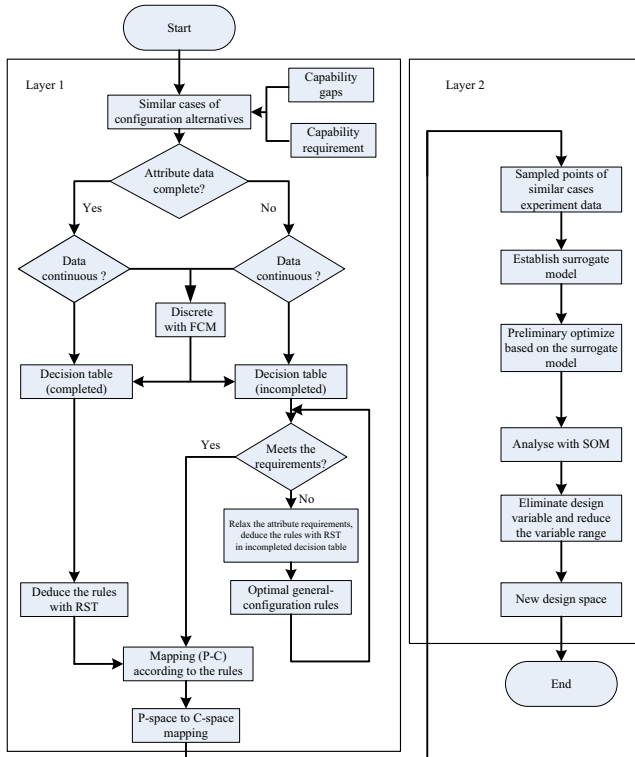 Start
Layer 1
Similar cases of
configuration alternatives
Capability
gaps
Capability
requirement
Attribute data
complete?
Yes
No
Data
continuous ?
Data
continuous ?
Discrete
with FCM
Decision table
(completed)
Decision table
(incompleted)
Yes
Meets the
requirements?
No
Relax the attribute requirements,
deduce the rules with RST
in incompleted decision table
Deduce the rules
with RST
Optimal general-
configuration rules
Mapping (P-C)
according to the rules
P-space to C-space
mapping
Layer 2
Sampled points of
similar cases
experiment data
Establish surrogate
model
Preliminary optimize
based on the surrogate
model
Analyse with SOM
Eliminate design
variable and reduce
the variable range
New design space
End